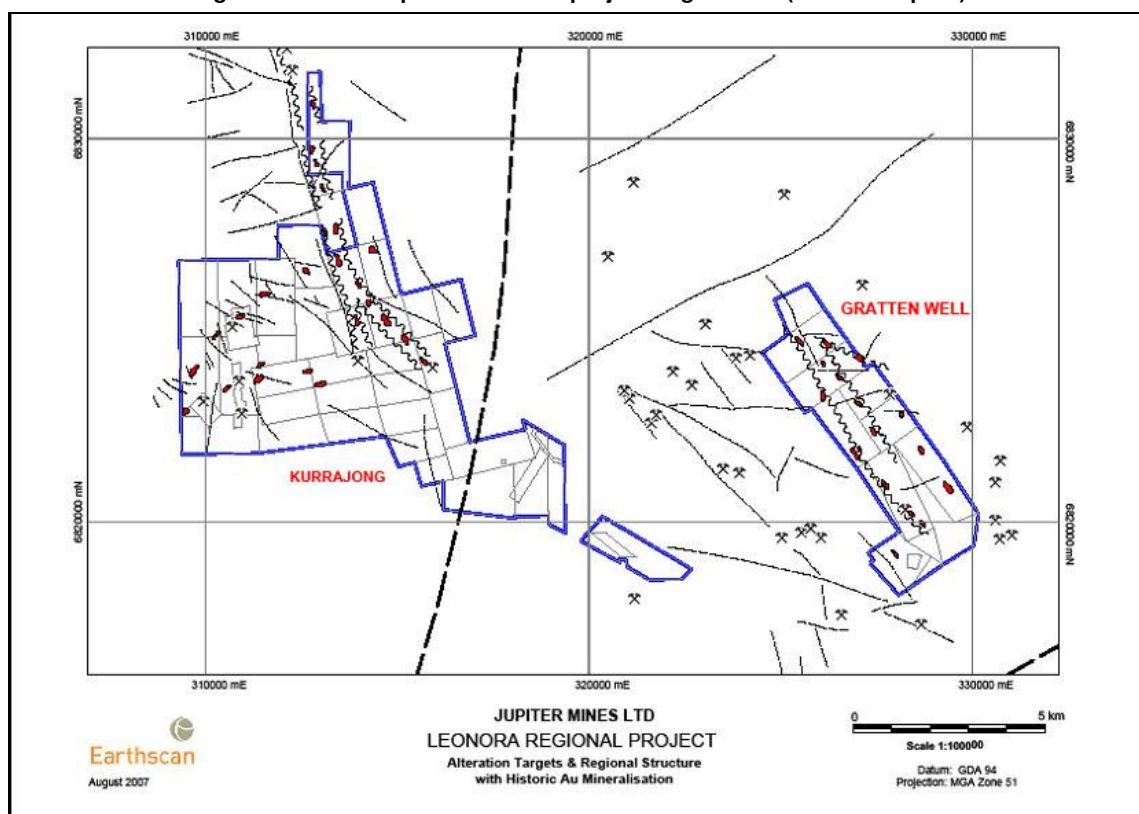 310000 mE
320000 mE
330000 mE
6830000 mN
6830000 mN
GRATTEN WELL
KURRAJONG
6820000 mN
6820000 mN
310000 mE
320000 mE
330000 mE
Earthscan
August 2007
JUPITER MINES LTD
LEONORA REGIONAL PROJECT
Alteration Targets & Regional Structure
with Historic Au Mineralisation
0 5 km
Scale 1:100000
Datum: GDA 94
Projection: MGA Zone 51